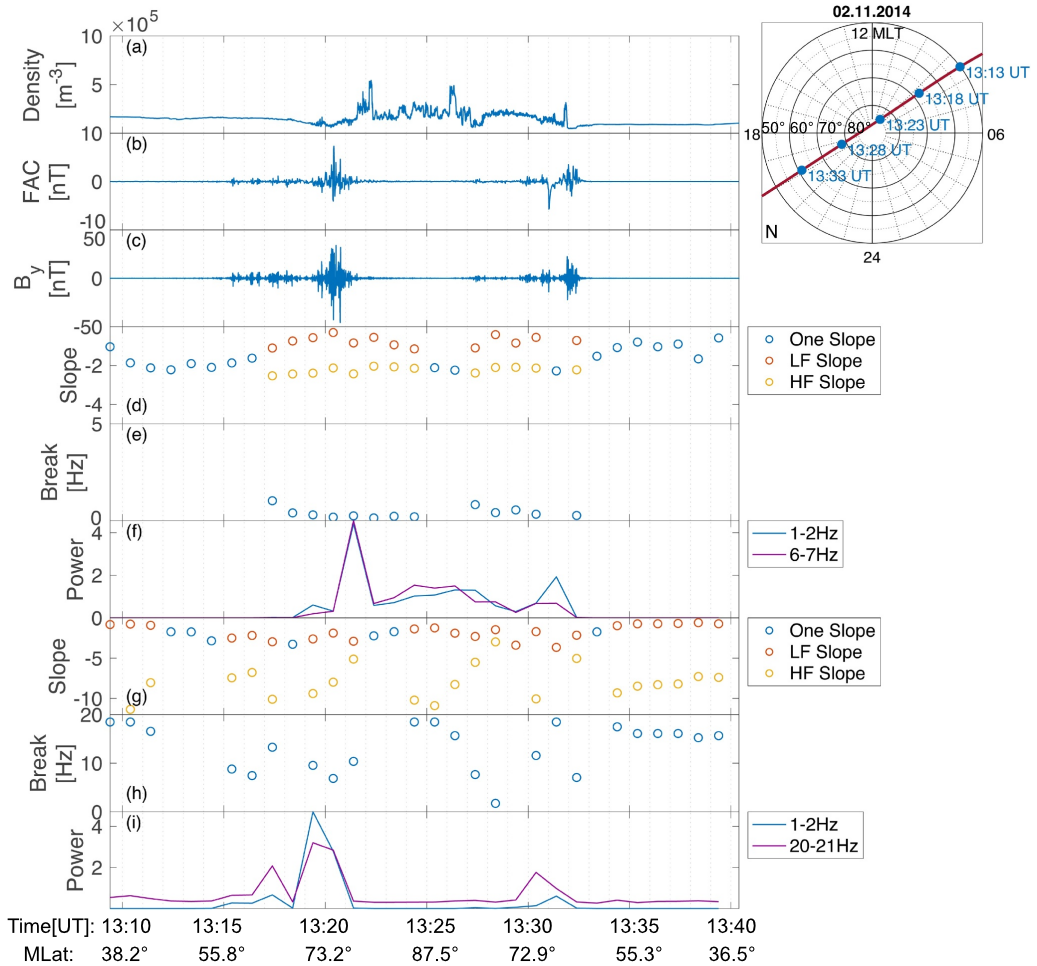 02.11.2014
12 MLT
13:13 UT
13:18 UT
13:23 UT
13:28 UT
13:33 UT
18
50° 60° 70° 80°
06
N
24
×10⁵
10
(a)
5
Density
[m⁻³]
10
(b)
0
FAC
[nT]
-10
50
(c)
0
By
[nT]
-50
Slope
-2
-4
(d)
One Slope
LF Slope
HF Slope
5
(e)
Break
[Hz]
0
(f)
4
2
0
Power
1-2Hz
6-7Hz
Slope
-5
-10
(g)
One Slope
LF Slope
HF Slope
20
10
Break
[Hz]
(h)
0
(i)
4
2
Power
1-2Hz
20-21Hz
Time[UT]: 13:10 13:15 13:20 13:25 13:30 13:35 13:40
MLat: 38.2° 55.8° 73.2° 87.5° 72.9° 55.3° 36.5°